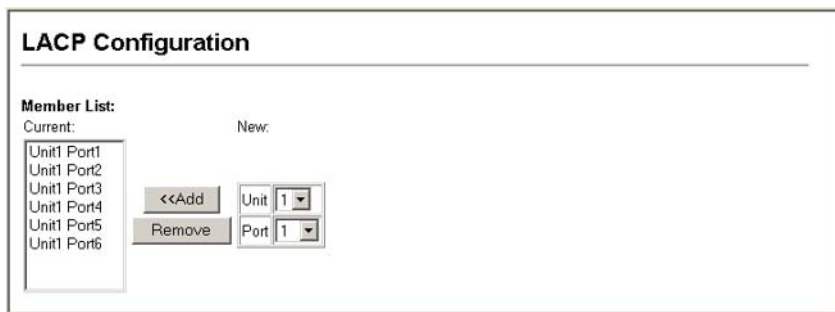 LACP Configuration
Member List:
Current:
New:
Unit1 Port1
Unit1 Port2
Unit1 Port3
Unit1 Port4
Unit1 Port5
Unit1 Port6
<<Add
Remove
Unit 1
Port 1